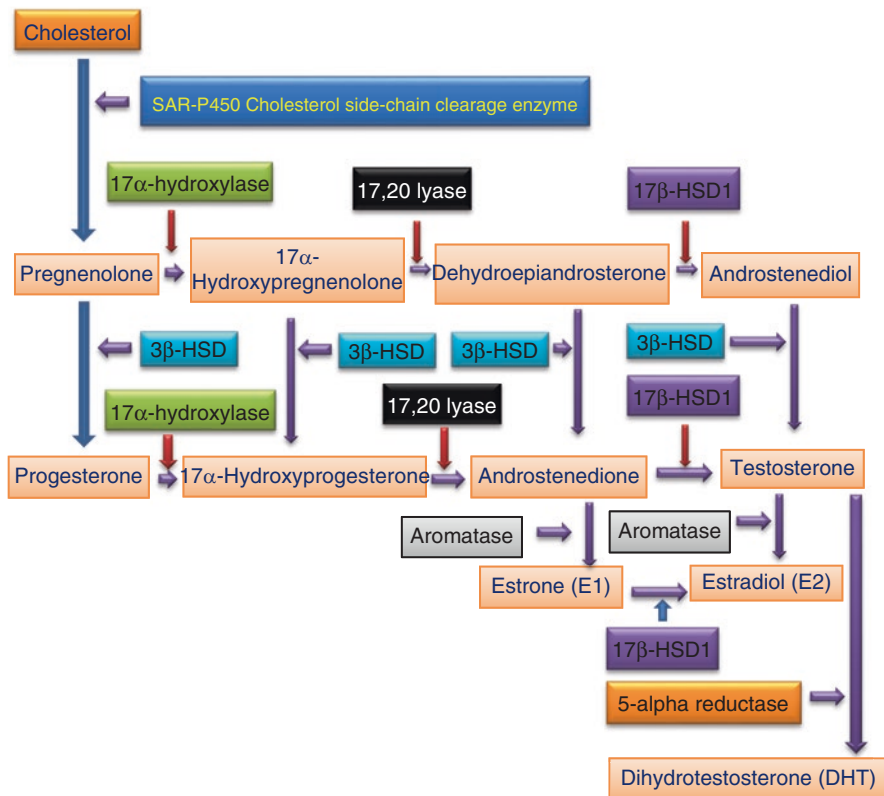 Cholesterol
SAR-P450 Cholesterol side-chain clearage enzyme
17α-hydroxylase
17,20 lyase
17β-HSD1
Pregnenolone
17α-
Hydroxypregnenolone
Dehydroepiandrosterone
Androstenediol
3β-HSD
3β-HSD
3β-HSD
3β-HSD
17α-hydroxylase
17,20 lyase
17β-HSD1
Progesterone
17α-Hydroxyprogesterone
Androstenedione
Testosterone
Aromatase
Aromatase
Estrone (E1)
Estradiol (E2)
17β-HSD1
5-alpha reductase
Dihydrotestosterone (DHT)